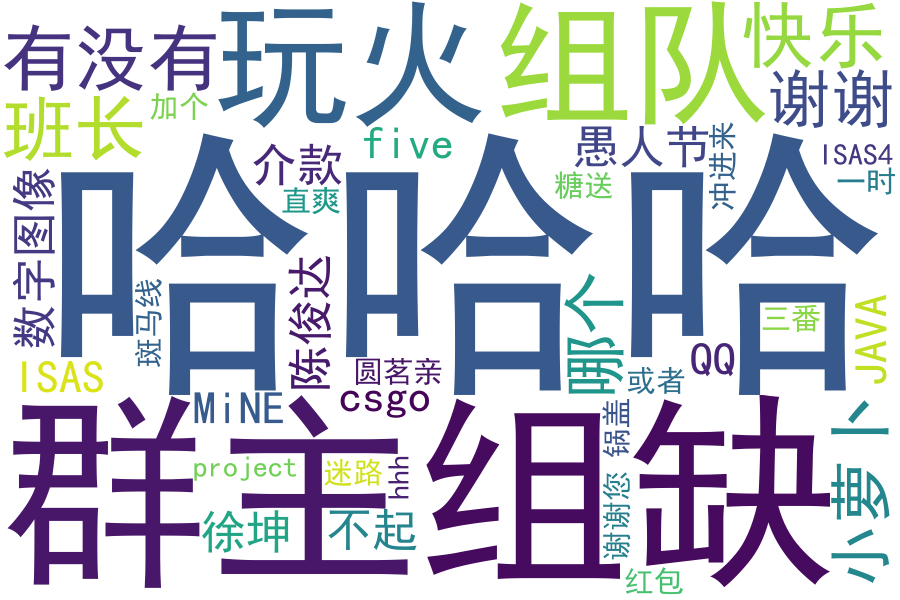 有没有
玩火
组队
快乐
班长
加个
five
介款
直爽
愚人节
谢谢
冲进来
ISAS4
一时
糖送
哈哈哈
数字图像
斑马线
陈俊达
哪个
三番
JAVA
ISAS
圆茗亲
QQ
或者
MiNE
csgo
锅盖
小萝卜
群主
组缺
project
迷路
hhh
徐坤
不起
谢谢您
红包